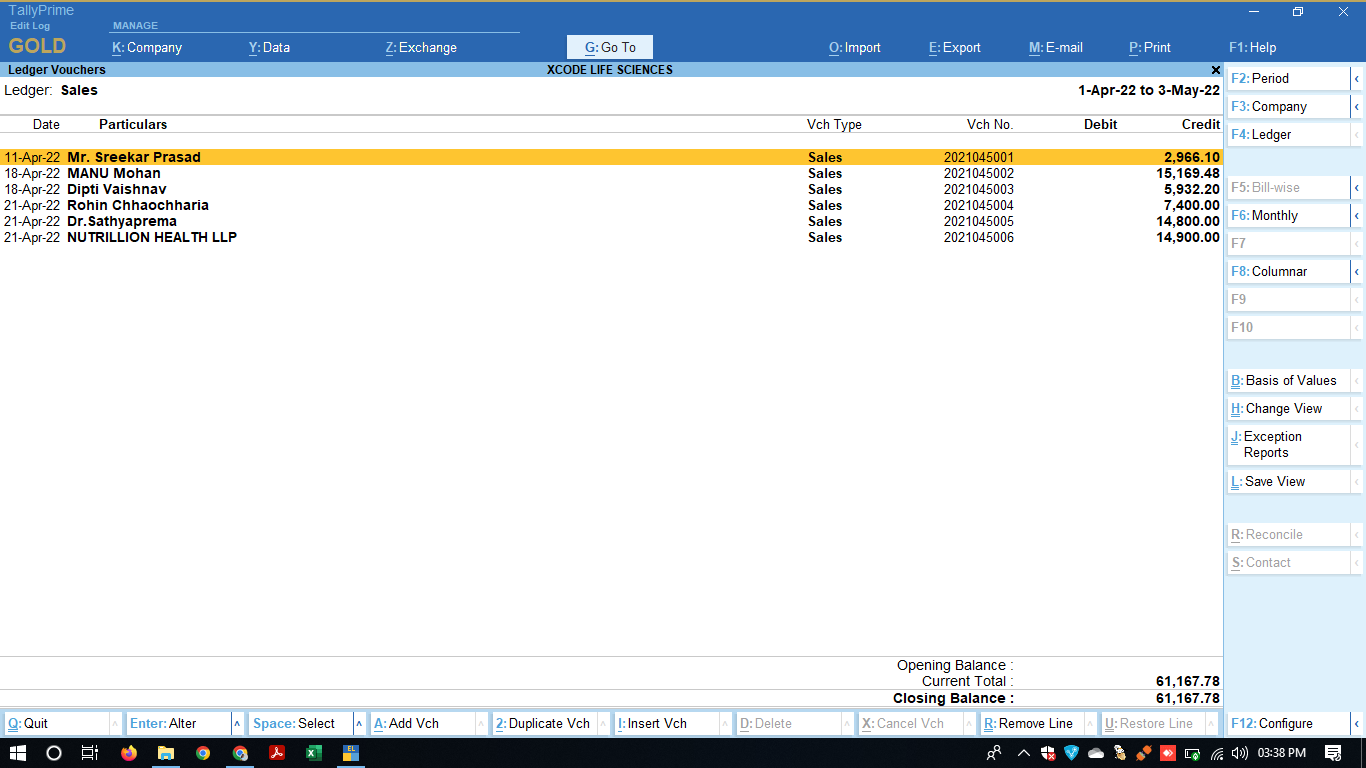 TallyPrime
Edit Log
MANAGE
GOLD K: Company Y: Data Z: Exchange G: Go To O: Import E: Export M: E-mail P: Print F1: Help
Ledger Vouchers XCODE LIFE SCIENCES
Ledger: Sales 1-Apr-22 to 3-May-22
Date Particulars Vch Type Vch No. Debit Credit
11-Apr-22 Mr. Sreekar Prasad Sales 2021045001 2,966.10
18-Apr-22 MANU Mohan Sales 2021045002 15,169.48
18-Apr-22 Dipti Vaishnav Sales 2021045003 5,932.20
21-Apr-22 Rohin Chhaochharia Sales 2021045004 7,400.00
21-Apr-22 Dr.Sathyaprema Sales 2021045005 14,800.00
21-Apr-22 NUTRILLION HEALTH LLP Sales 2021045006 14,900.00
Opening Balance :
Current Total : 61,167.78
Closing Balance : 61,167.78
F2: Period
F3: Company
F4: Ledger
F5: Bill-wise
F6: Monthly
F7
F8: Columnar
F9
F10
B: Basis of Values
H: Change View
J: Exception
Reports
L: Save View
R: Reconcile
S: Contact
Q: Quit Enter: Alter Space: Select A: Add Vch 2: Duplicate Vch I: Insert Vch D: Delete X: Cancel Vch R: Remove Line U: Restore Line F12: Configure
EL
03:38 PM